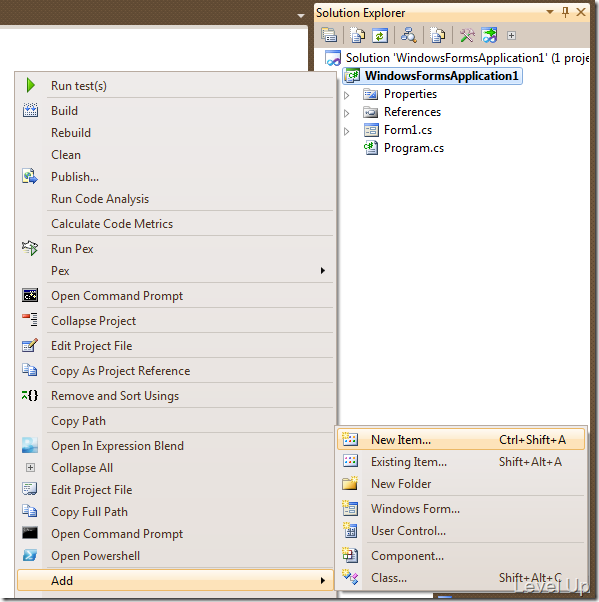 Solution Explorer
Solution 'WindowsFormsApplication1' (1 proje
WindowsFormsApplication1
Properties
References
Form1.cs
Program.cs
Run test(s)
Build
Rebuild
Clean
Publish...
Run Code Analysis
Calculate Code Metrics
Run Pex
Pex
Open Command Prompt
Collapse Project
Edit Project File
Copy As Project Reference
Remove and Sort Usings
Copy Path
Open In Expression Blend
Collapse All
Edit Project File
Copy Full Path
Open Command Prompt
Open Powershell
Add
New Item... Ctrl+Shift+A
Existing Item... Shift+Alt+A
New Folder
Windows Form...
User Control...
Component...
Class... Shift+Alt+C
Level Up